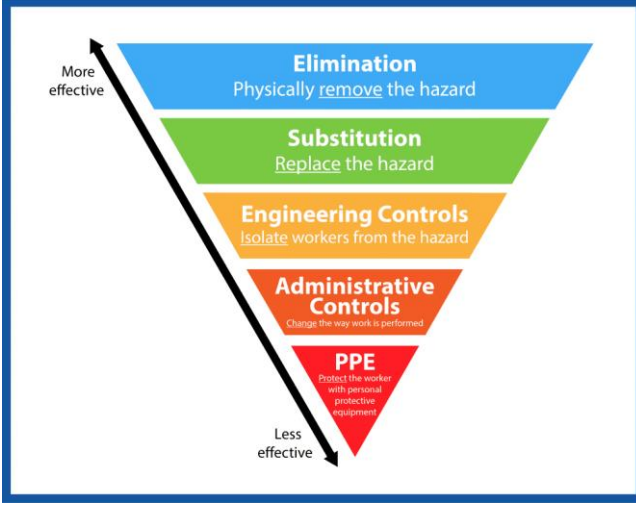 More
effective
Elimination
Physically remove the hazard
Substitution
Replace the hazard
Engineering Controls
Isolate workers from the hazard
Administrative
Controls
Change the way work is performed
PPE
Protect the worker
with personal
protective
equipment
Less
effective